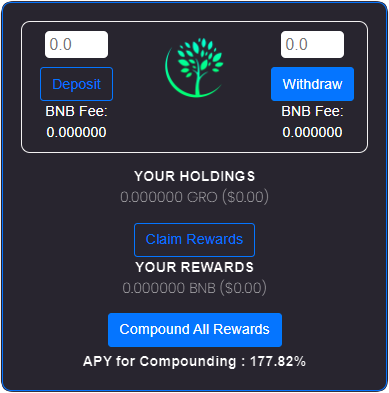 0.0 0.0
Deposit Withdraw
BNB Fee: BNB Fee:
0.000000 0.000000
YOUR HOLDINGS
0.000000 GRO ($0.00)
Claim Rewards
YOUR REWARDS
0.000000 BNB ($0.00)
Compound All Rewards
APY for Compounding : 177.82%